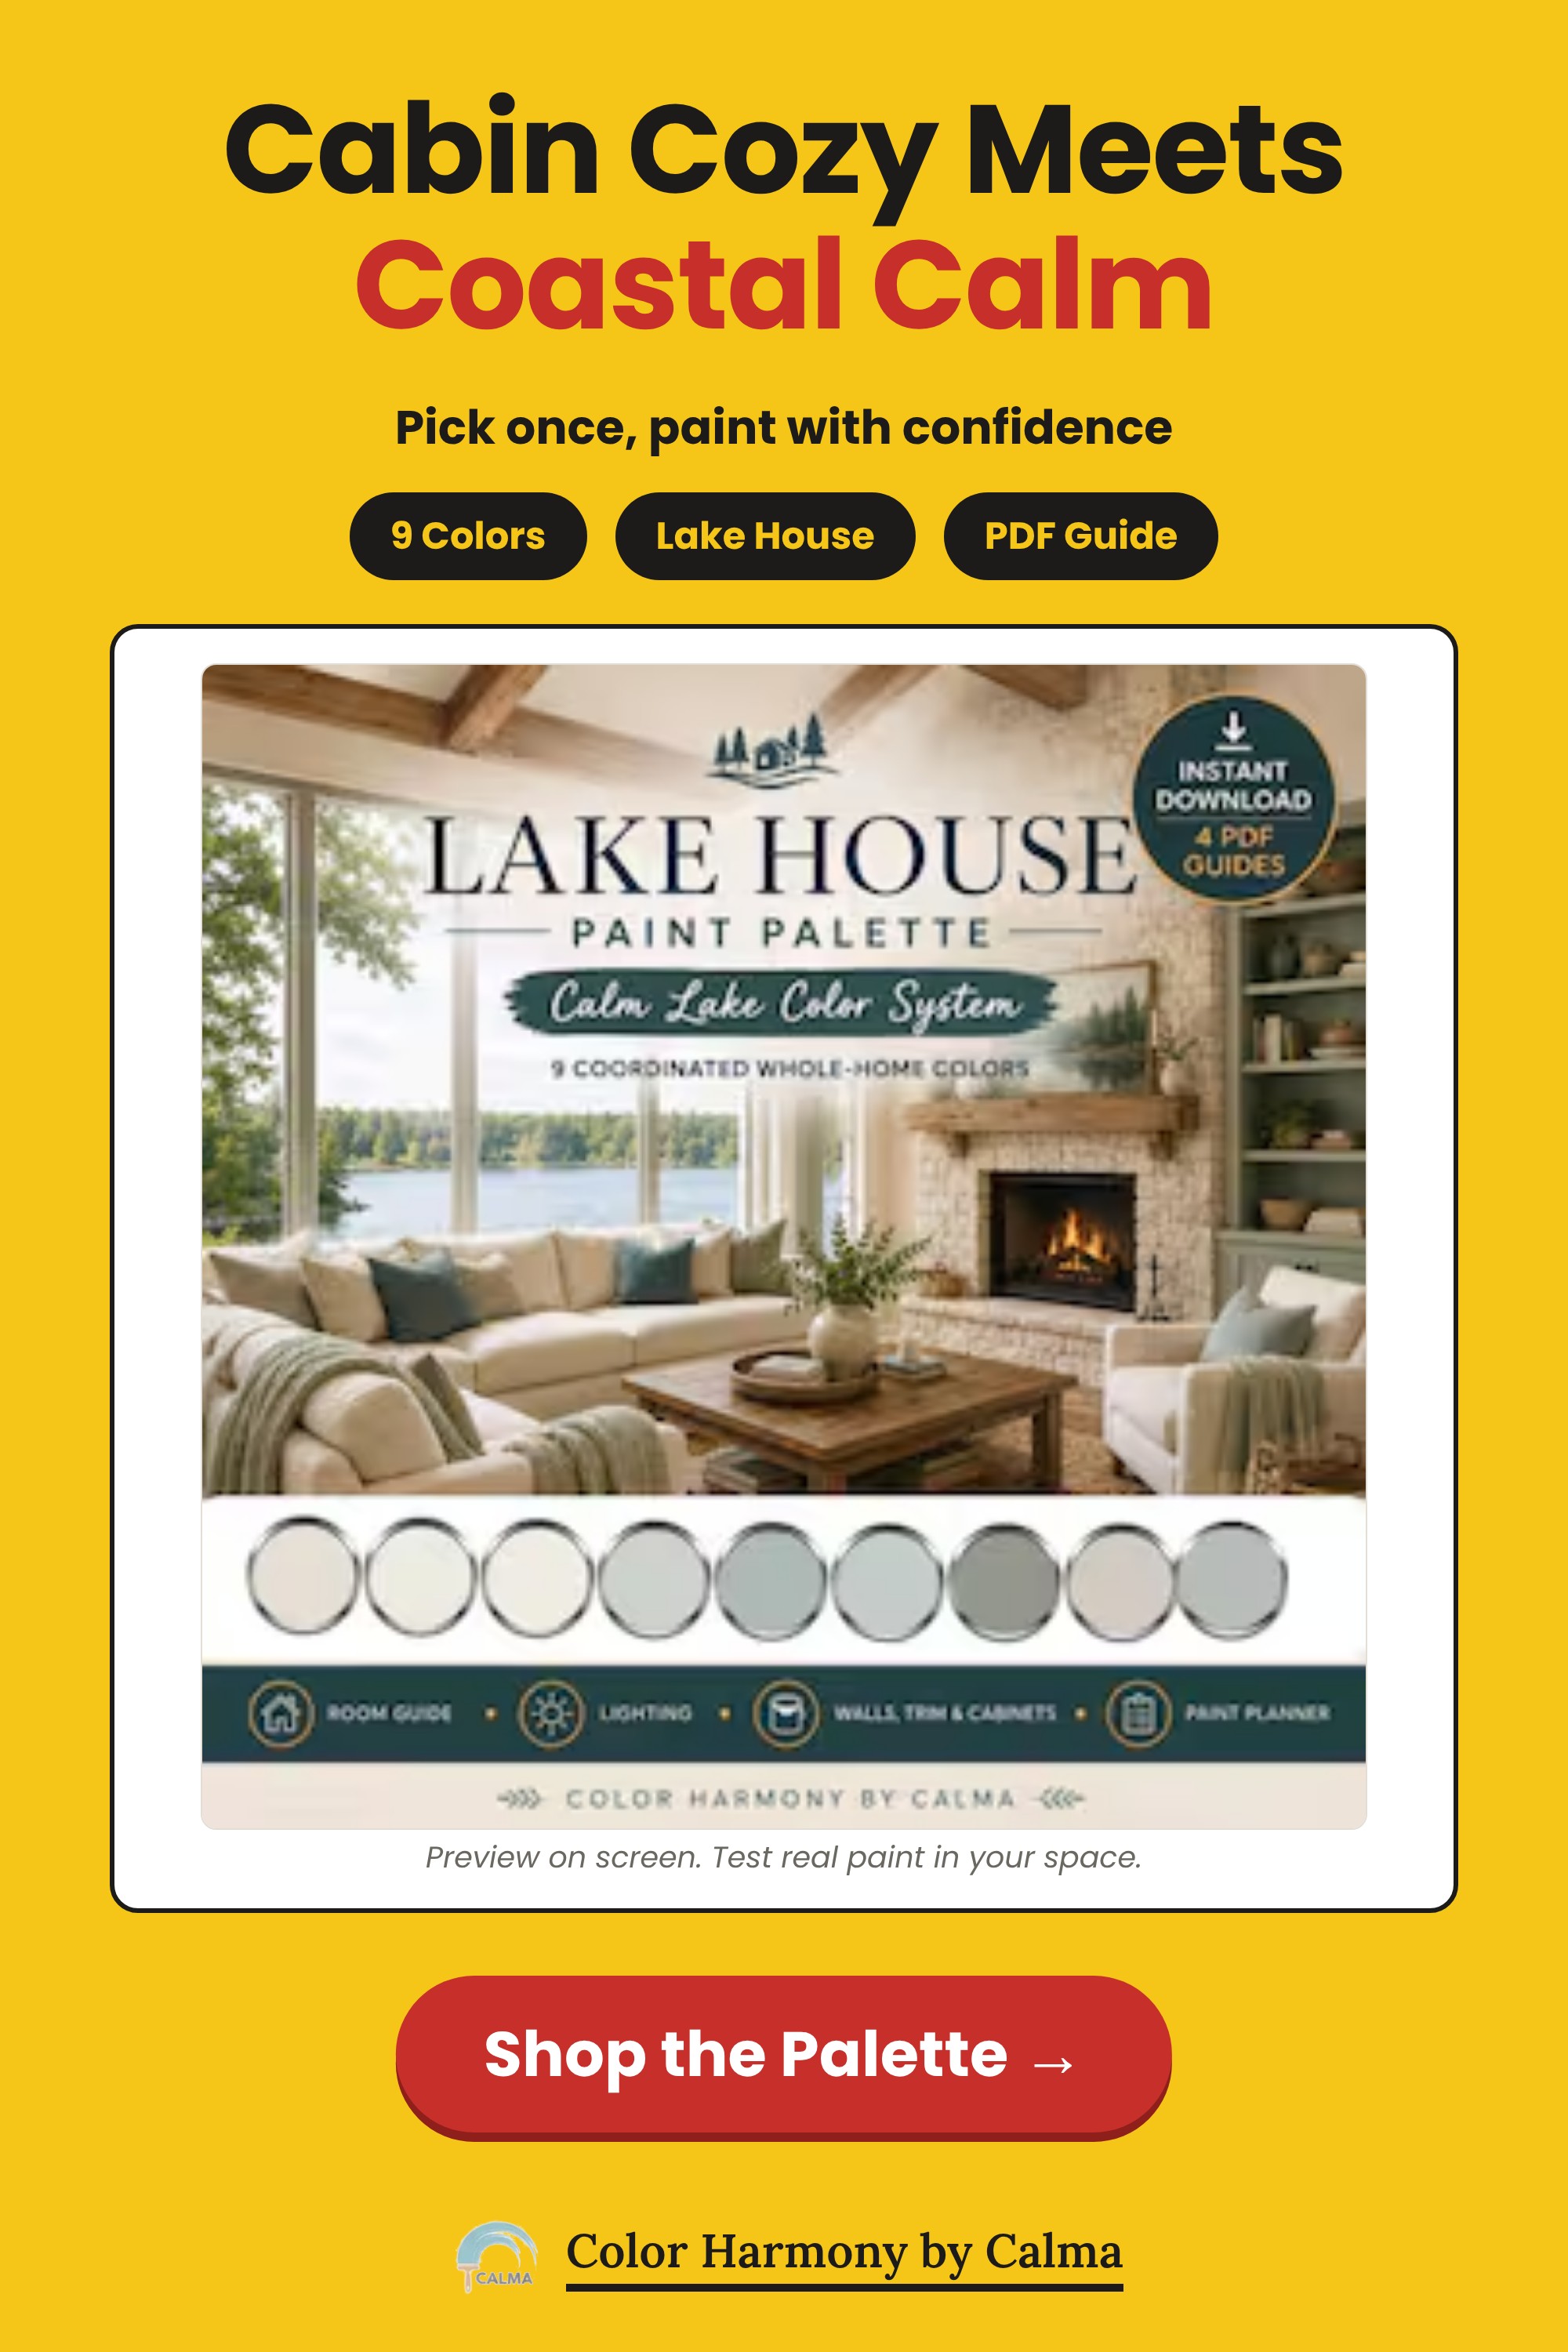 Cabin Cozy Meets
Coastal Calm
Pick once, paint with confidence
9 Colors
Lake House
PDF Guide
INSTANT
DOWNLOAD
4 PDF
GUIDES
LAKE HOUSE
PAINT PALETTE
Calm Lake Color System
9 COORDINATED WHOLE-HOME COLORS
ROOM GUIDE • LIGHTING • WALLS, TRIM & CABINETS • PAINT PLANNER
COLOR HARMONY BY CALMA
Preview on screen. Test real paint in your space.
Shop the Palette →
CALMA
Color Harmony by Calma